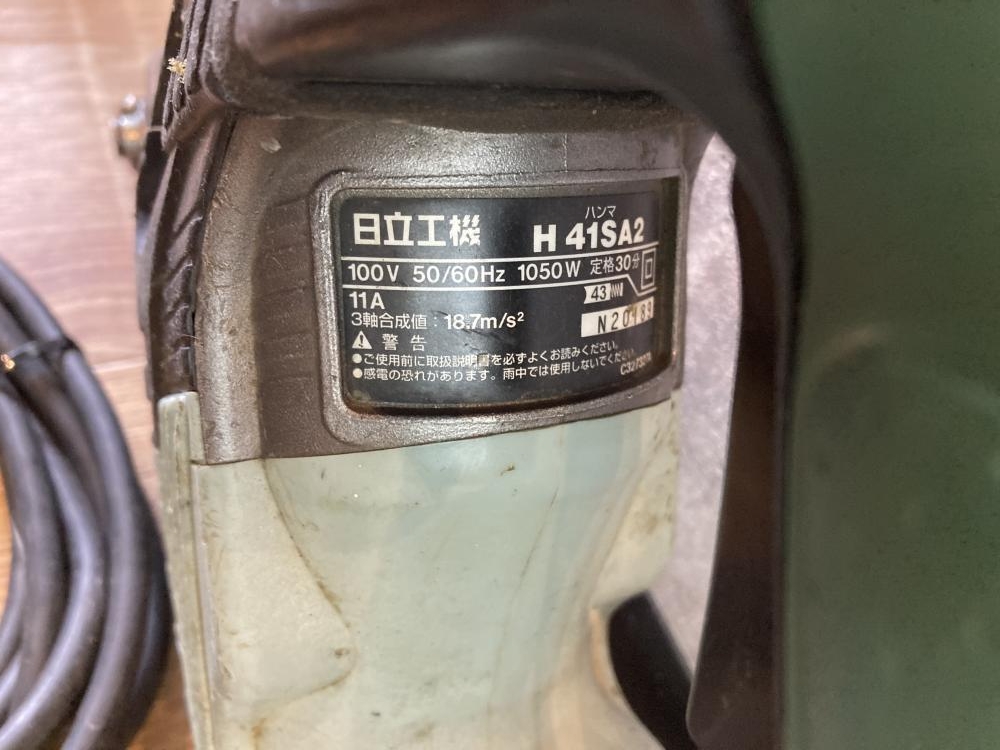 日立工機 ハンマ H 41SA2
100V 50/60Hz 1050W 定格30分
11A 43
3軸合成値：18.7m/s²
警告
●ご使用前に取扱説明書を必ずよくお読みください。
●感電の恐れがあります。雨中では使用しないでください。